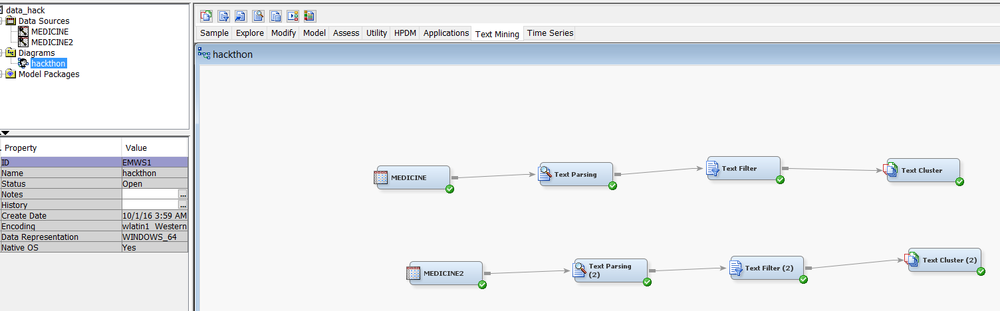 data_hack
Data Sources
MEDICINE
MEDICINE2
Diagrams
hackthon
Model Packages
Property Value
ID EMWS1
Name hackthon
Status Open
Notes ...
History ...
Create Date 10/1/16 3:59 AM
Encoding wlatin1 Western
Data Representation WINDOWS_64
Native OS Yes
Sample Explore Modify Model Assess Utility HPDM Applications Text Mining Time Series
hackthon
MEDICINE Text Parsing Text Filter Text Cluster
MEDICINE2 Text Parsing (2) Text Filter (2) Text Cluster (2)